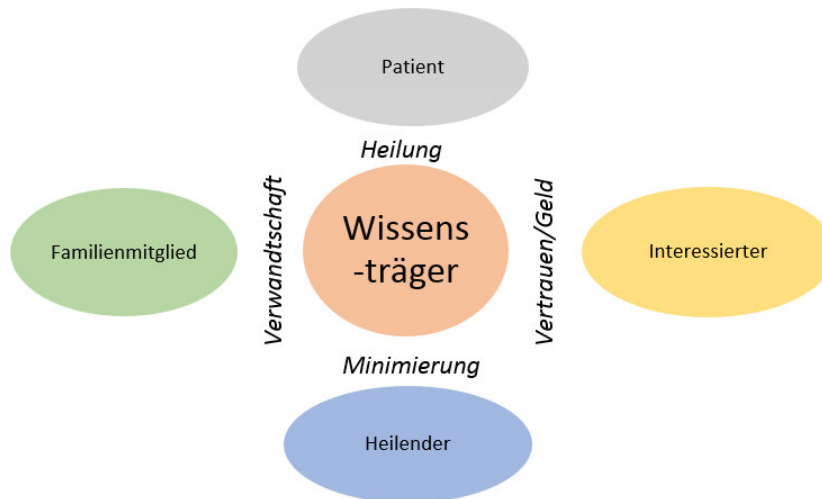 Patient
Heilung
Verwandtschaft
Familienmitglied
Wissens
-träger
Vertrauen/Geld
Interessierter
Minimierung
Heilender